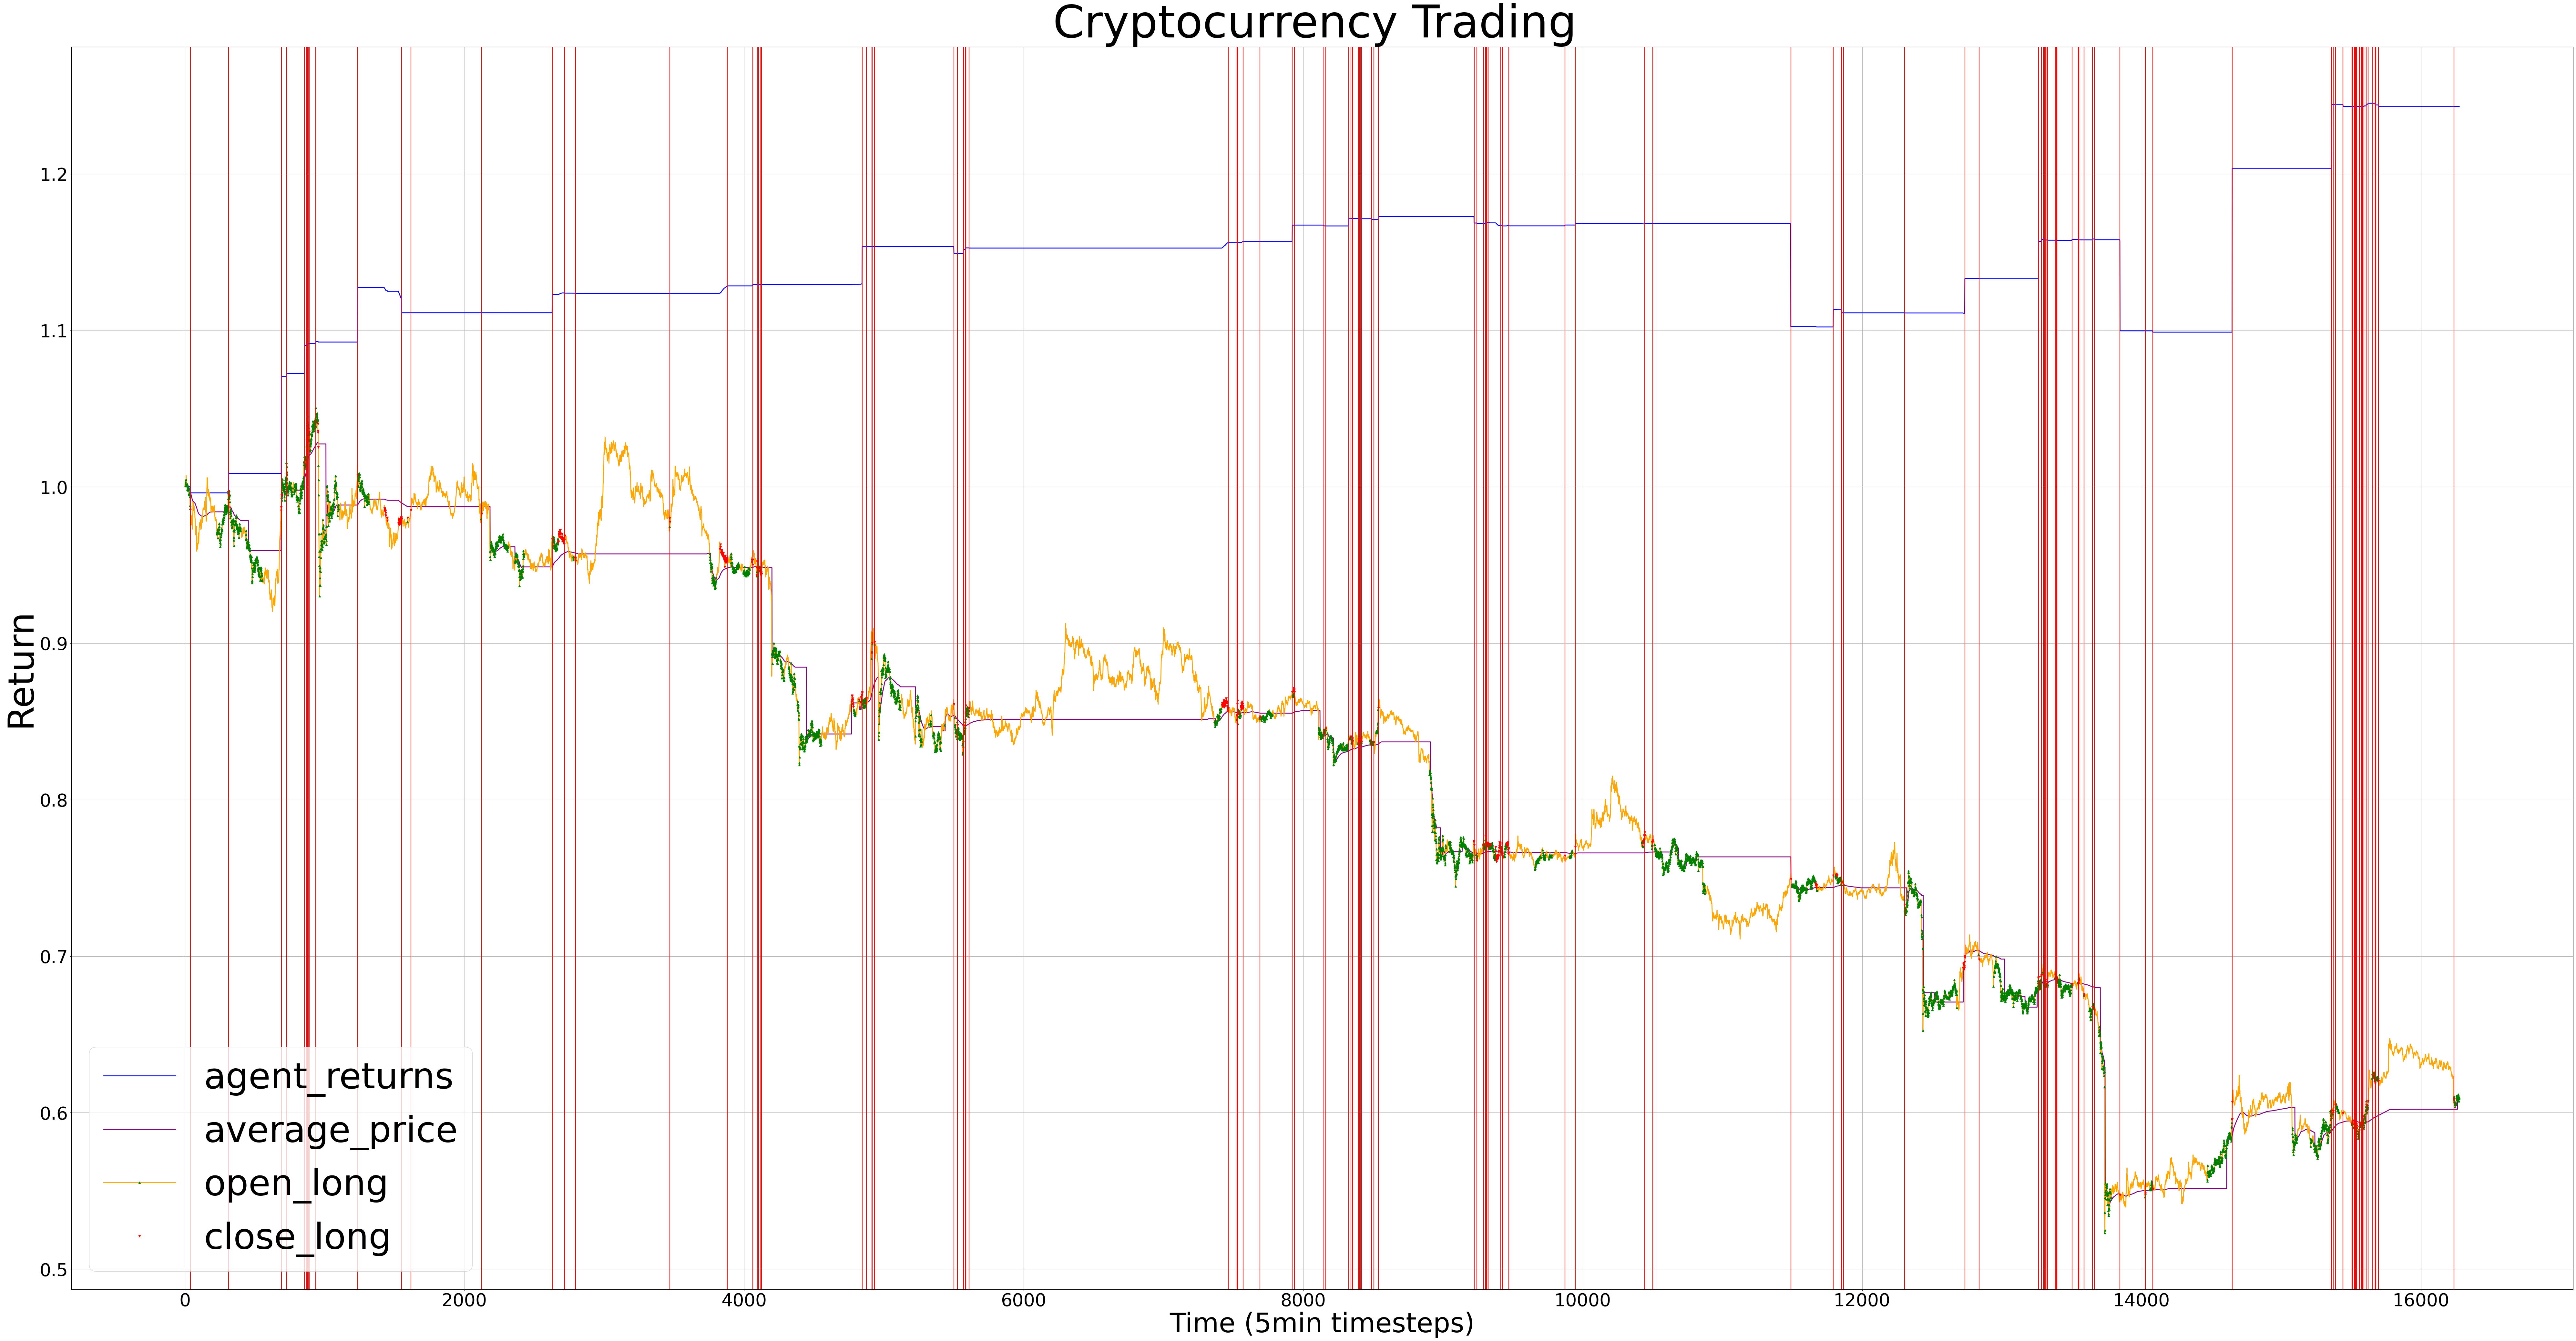 Cryptocurrency Trading
Return
1.2
1.1
1.0
0.9
0.8
0.7
0.6
0.5
agent_returns
average_price
open_long
close_long
0 2000 4000 6000 8000 10000 12000 14000 16000
Time (5min timesteps)